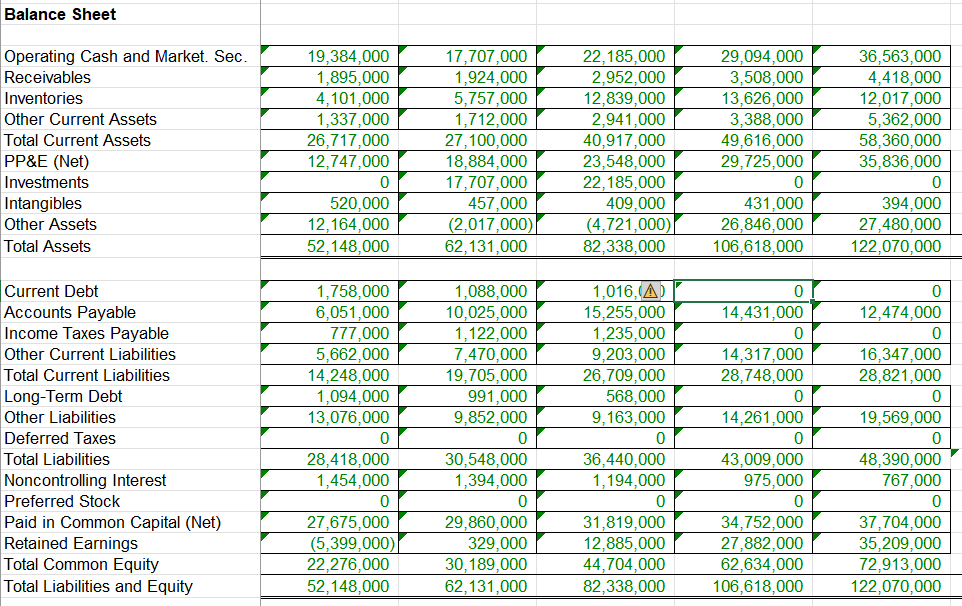 Balance Sheet
Operating Cash and Market. Sec. 19,384,000 17,707,000 22,185,000 29,094,000 36,563,000
Receivables 1,895,000 1,924,000 2,952,000 3,508,000 4,418,000
Inventories 4,101,000 5,757,000 12,839,000 13,626,000 12,017,000
Other Current Assets 1,337,000 1,712,000 2,941,000 3,388,000 5,362,000
Total Current Assets 26,717,000 27,100,000 40,917,000 49,616,000 58,360,000
PP&E (Net) 12,747,000 18,884,000 23,548,000 29,725,000 35,836,000
Investments 0 17,707,000 22,185,000 0 0
Intangibles 520,000 457,000 409,000 431,000 394,000
Other Assets 12,164,000 (2,017,000) (4,721,000) 26,846,000 27,480,000
Total Assets 52,148,000 62,131,000 82,338,000 106,618,000 122,070,000
Current Debt 1,758,000 1,088,000 1,016, 0 0
Accounts Payable 6,051,000 10,025,000 15,255,000 14,431,000 12,474,000
Income Taxes Payable 777,000 1,122,000 1,235,000 0 0
Other Current Liabilities 5,662,000 7,470,000 9,203,000 14,317,000 16,347,000
Total Current Liabilities 14,248,000 19,705,000 26,709,000 28,748,000 28,821,000
Long-Term Debt 1,094,000 991,000 568,000 0 0
Other Liabilities 13,076,000 9,852,000 9,163,000 14,261,000 19,569,000
Deferred Taxes 0 0 0 0 0
Total Liabilities 28,418,000 30,548,000 36,440,000 43,009,000 48,390,000
Noncontrolling Interest 1,454,000 1,394,000 1,194,000 975,000 767,000
Preferred Stock 0 0 0 0 0
Paid in Common Capital (Net) 27,675,000 29,860,000 31,819,000 34,752,000 37,704,000
Retained Earnings (5,399,000) 329,000 12,885,000 27,882,000 35,209,000
Total Common Equity 22,276,000 30,189,000 44,704,000 62,634,000 72,913,000
Total Liabilities and Equity 52,148,000 62,131,000 82,338,000 106,618,000 122,070,000